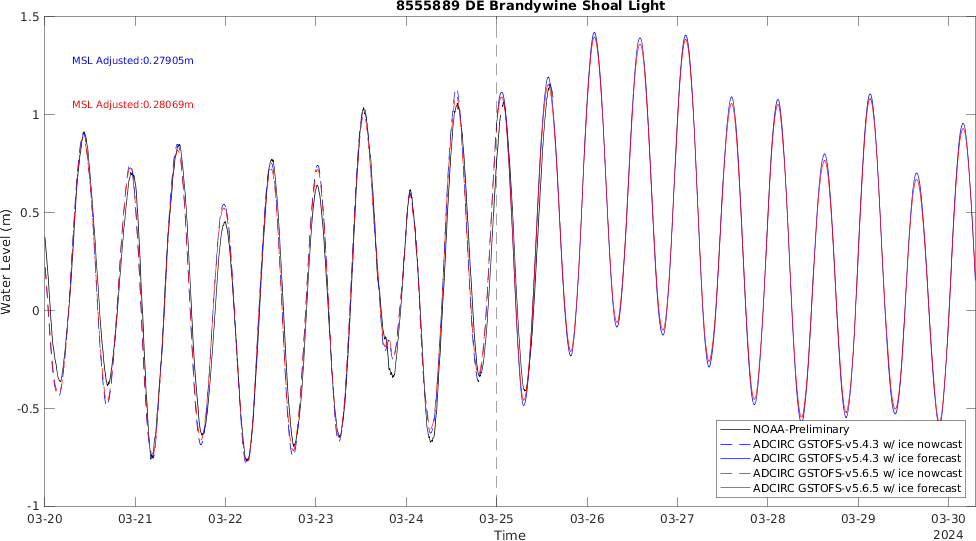 8555889 DE Brandywine Shoal Light
MSL Adjusted:0.27905m
MSL Adjusted:0.28069m
Water Level (m)
1.5
1
0.5
0
-0.5
-1
NOAA-Preliminary
ADCIRC GSTOFS-v5.4.3 w/ ice nowcast
ADCIRC GSTOFS-v5.4.3 w/ ice forecast
ADCIRC GSTOFS-v5.6.5 w/ ice nowcast
ADCIRC GSTOFS-v5.6.5 w/ ice forecast
03-20 03-21 03-22 03-23 03-24 03-25 03-26 03-27 03-28 03-29 03-30
2024
Time